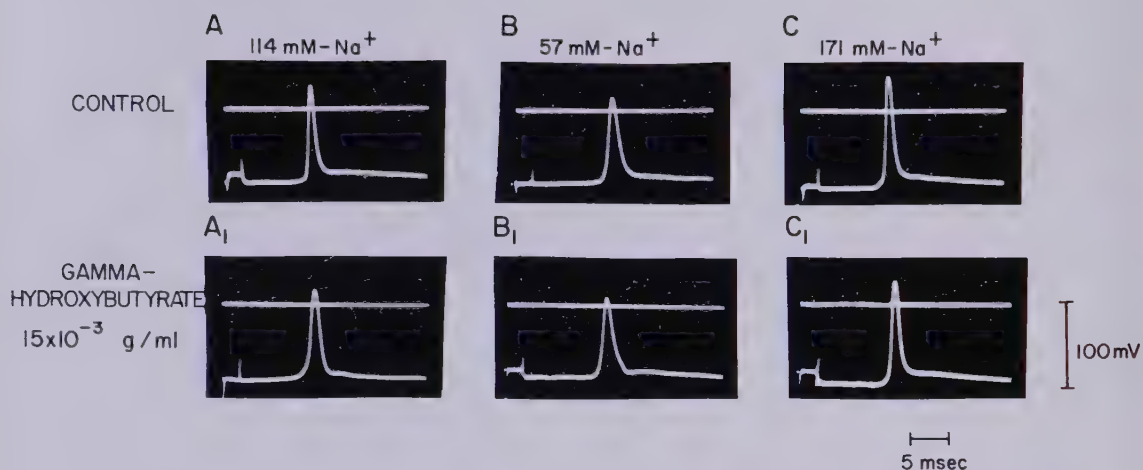 A
114 mM-Na⁺
B
57 mM-Na⁺
C
171 mM-Na⁺
CONTROL
A₁
B₁
C₁
GAMMA-
HYDROXYBUTYRATE
15x10⁻³ g/ml
100mV
5 msec